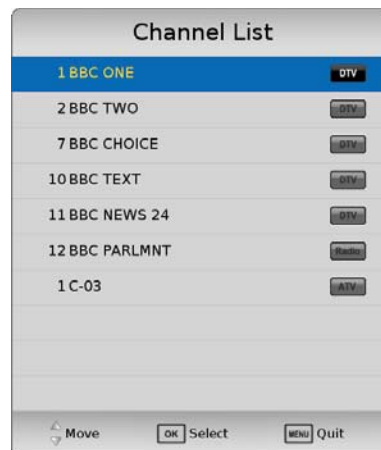 Channel List
1 BBC ONE DTV
2 BBC TWO DTV
7 BBC CHOICE DTV
10 BBC TEXT DTV
11 BBC NEWS 24 DTV
12 BBC PARLMNT Radio
1 C-03 ATV
Move OK Select MENU Quit